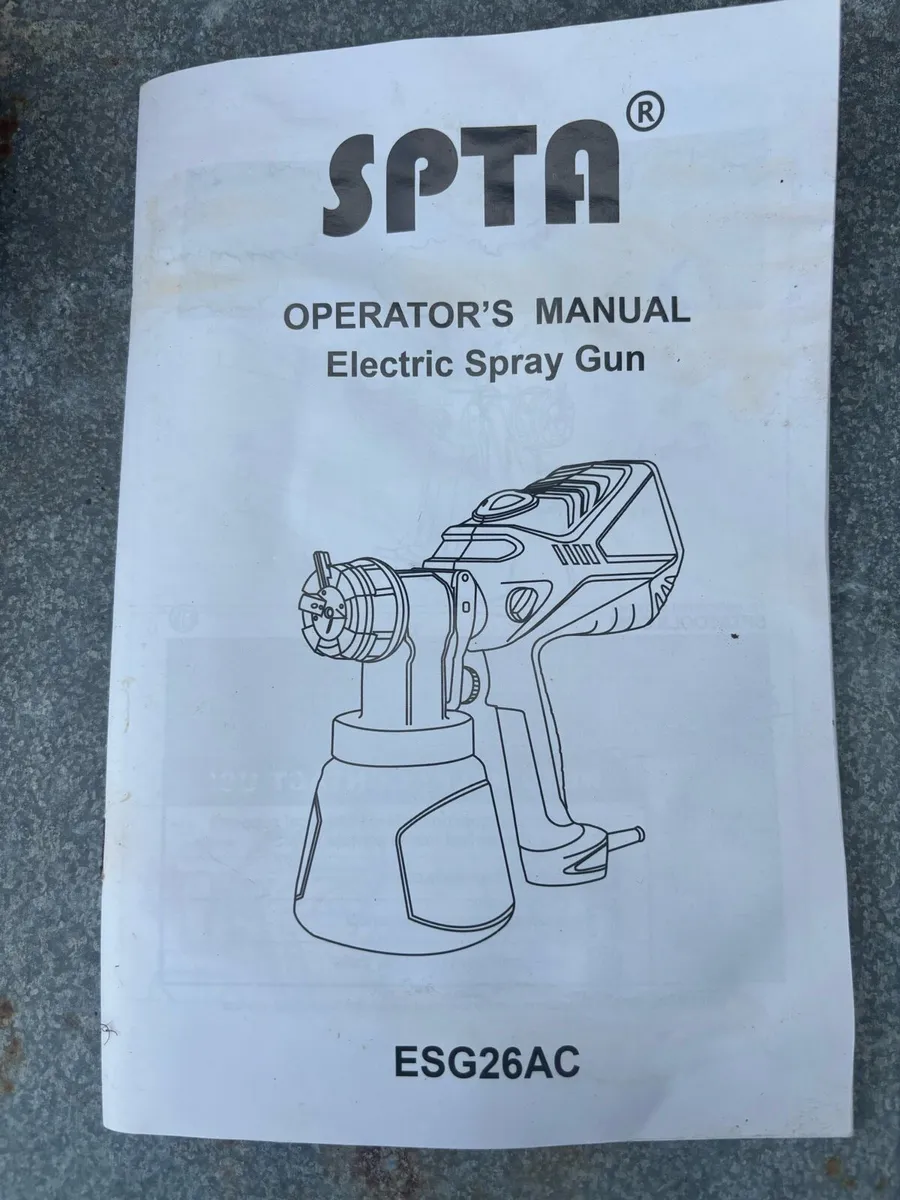 SPTA®
OPERATOR'S MANUAL
Electric Spray Gun
ESG26AC